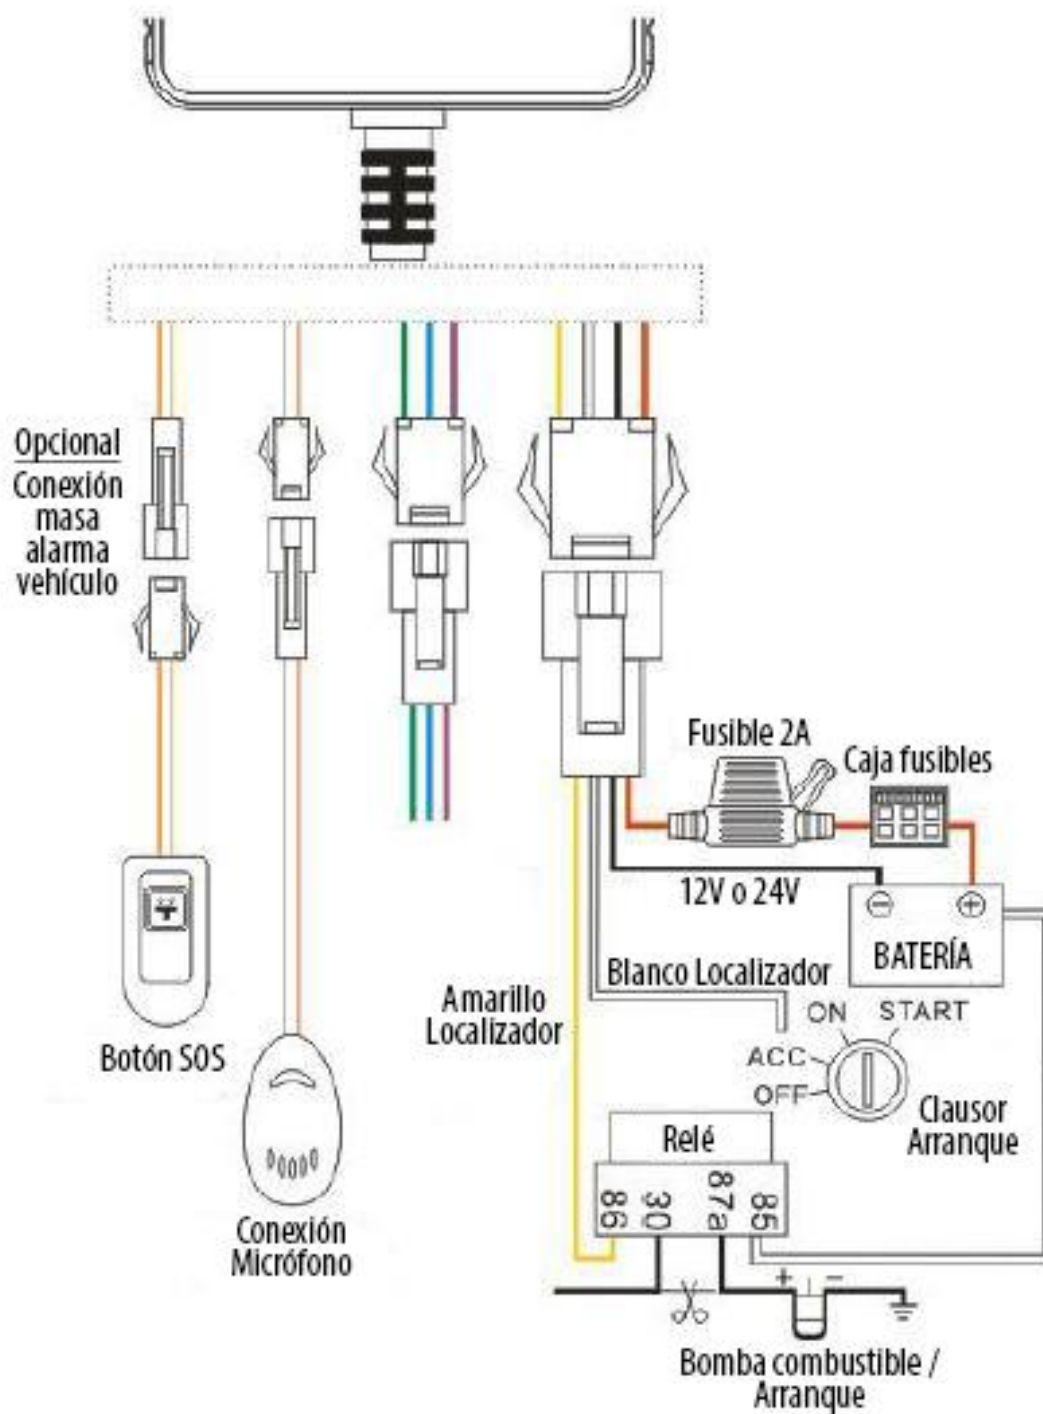 Opcional
Conexión
masa
alarma
vehículo
Fusible 2A
Caja fusibles
12V o 24V
- +
BATERÍA
Blanco Localizador
Amarillo
Localizador
ON
START
ACC
OFF
Clausor
Arranque
Botón SOS
Relé
86
30
87a
85
Conexión
Micrófono
+ -
Bomba combustible /
Arranque